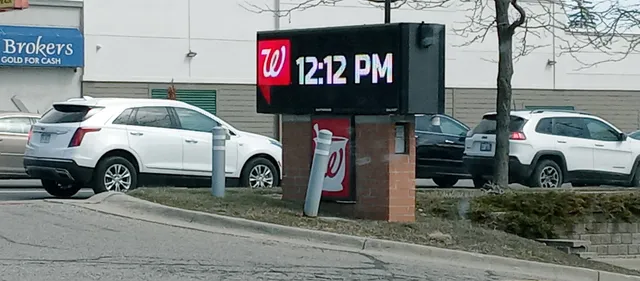 Brokers
GOLD FOR CASH
W
12:12 PM
W